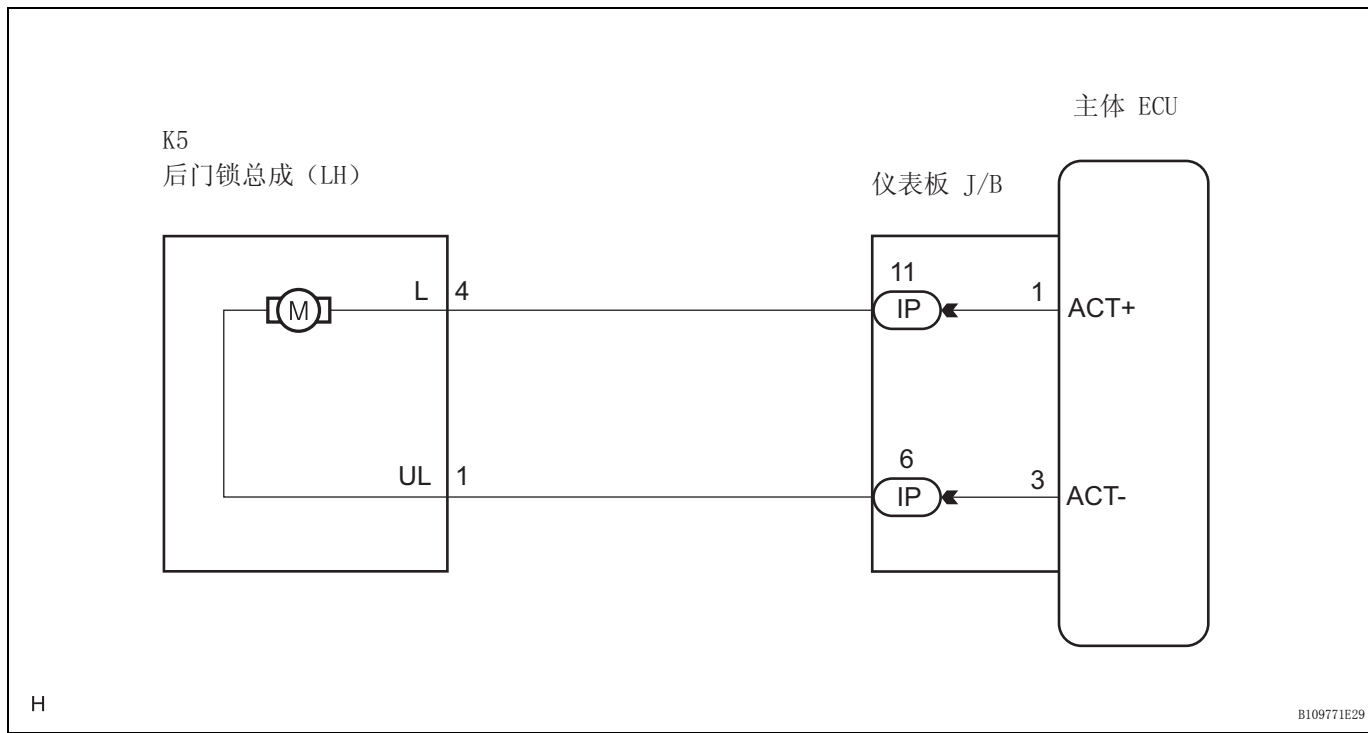 主体 ECU
K5
后门锁总成（LH）
仪表板 J/B
11
M
L 4
IP
1
ACT+
6
UL 1
IP
3
ACT-
H
B109771E29